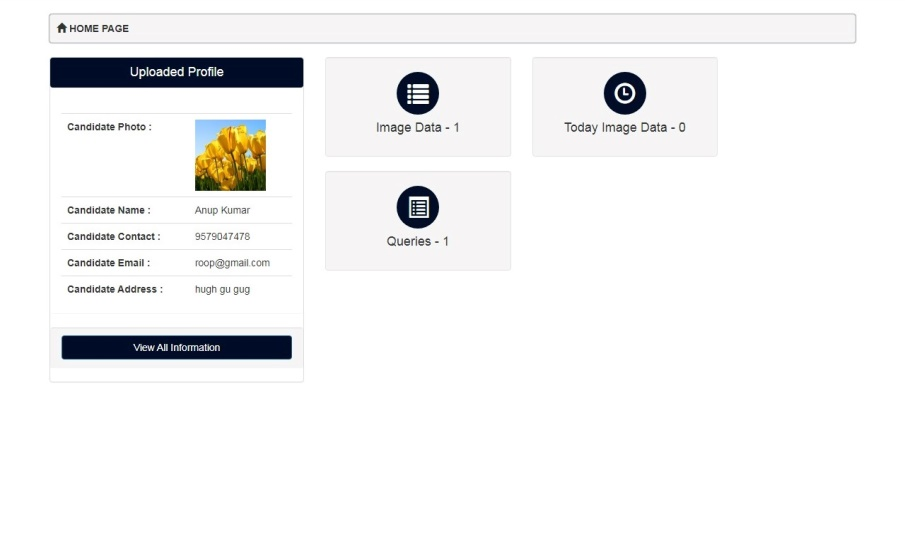 HOME PAGE
Uploaded Profile
Candidate Photo :
Candidate Name : Anup Kumar
Candidate Contact : 9579047478
Candidate Email : roop@gmail.com
Candidate Address : hugh gu gug
View All Information
Image Data - 1
Today Image Data - 0
Queries - 1